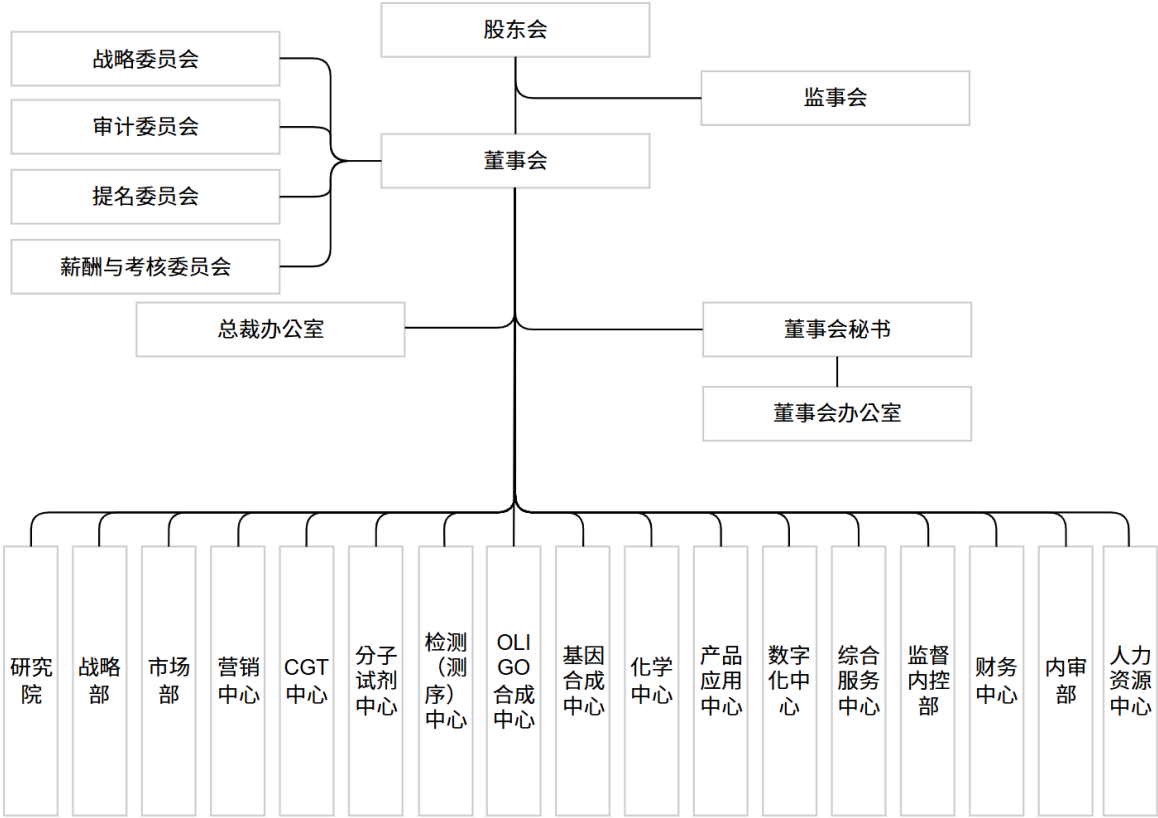 股东会
战略委员会
监事会
审计委员会
董事会
提名委员会
薪酬与考核委员会
总裁办公室
董事会秘书
董事会办公室
研究
院
战略
部
市场
部
营销
中心
CGT
中心
分子
试剂
中心
检测
（测
序）
中心
OLI
GO
合成
中心
基因
合成
中心
化学
中心
产品
应用
中心
数字
化中
心
综合
服务
中心
监督
内控
部
财务
中心
内审
部
人力
资源
中心